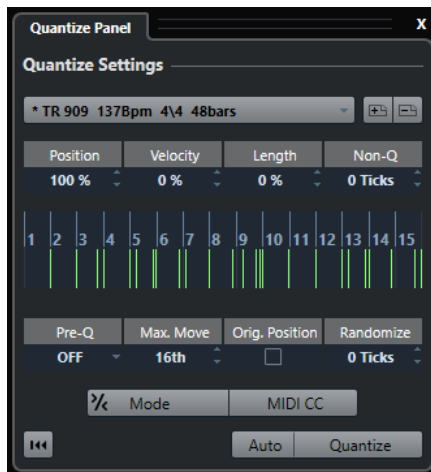 Quantize Panel X
Quantize Settings
* TR 909 137Bpm 4\4 48bars
Position Velocity Length Non-Q
100 % 0 % 0 % 0 Ticks
1 2 3 4 5 6 7 8 9 10 11 12 13 14 15
Pre-Q Max. Move Orig. Position Randomize
OFF 16th 0 Ticks
Mode MIDI CC
Auto Quantize